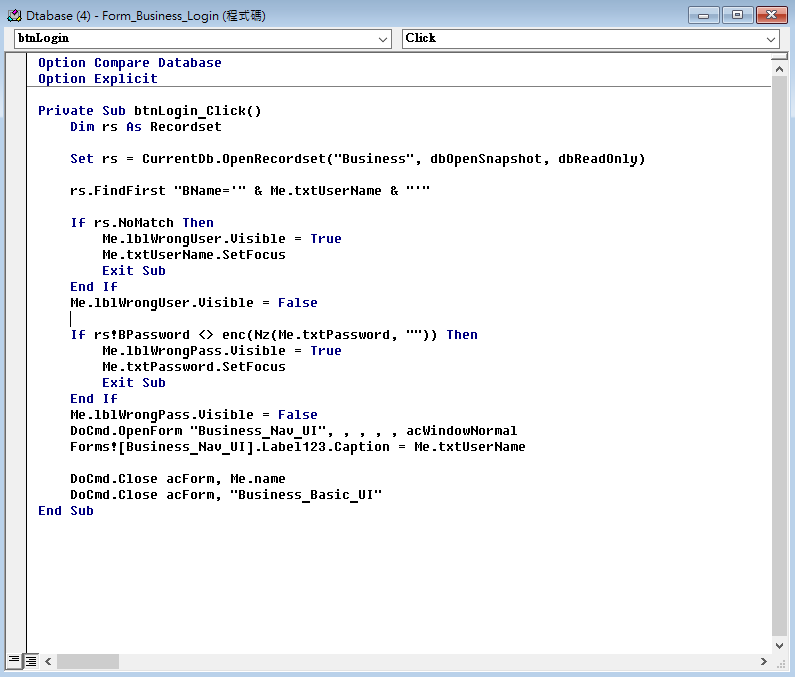 Dtabase (4) - Form_Business_Login (程式碼)
btnLogin
Click
Option Compare Database
Option Explicit
Private Sub btnLogin_Click()
    Dim rs As Recordset
    Set rs = CurrentDb.OpenRecordset("Business", dbOpenSnapshot, dbReadOnly)
    rs.FindFirst "BName='" & Me.txtUserName & "'"
    If rs.NoMatch Then
        Me.lblWrongUser.Visible = True
        Me.txtUserName.SetFocus
        Exit Sub
    End If
    Me.lblWrongUser.Visible = False
    If rs!BPassword <> enc(Nz(Me.txtPassword, "")) Then
        Me.lblWrongPass.Visible = True
        Me.txtPassword.SetFocus
        Exit Sub
    End If
    Me.lblWrongPass.Visible = False
    DoCmd.OpenForm "Business_Nav_UI", , , , , acWindowNormal
    Forms![Business_Nav_UI].Label123.Caption = Me.txtUserName
    DoCmd.Close acForm, Me.name
    DoCmd.Close acForm, "Business_Basic_UI"
End Sub